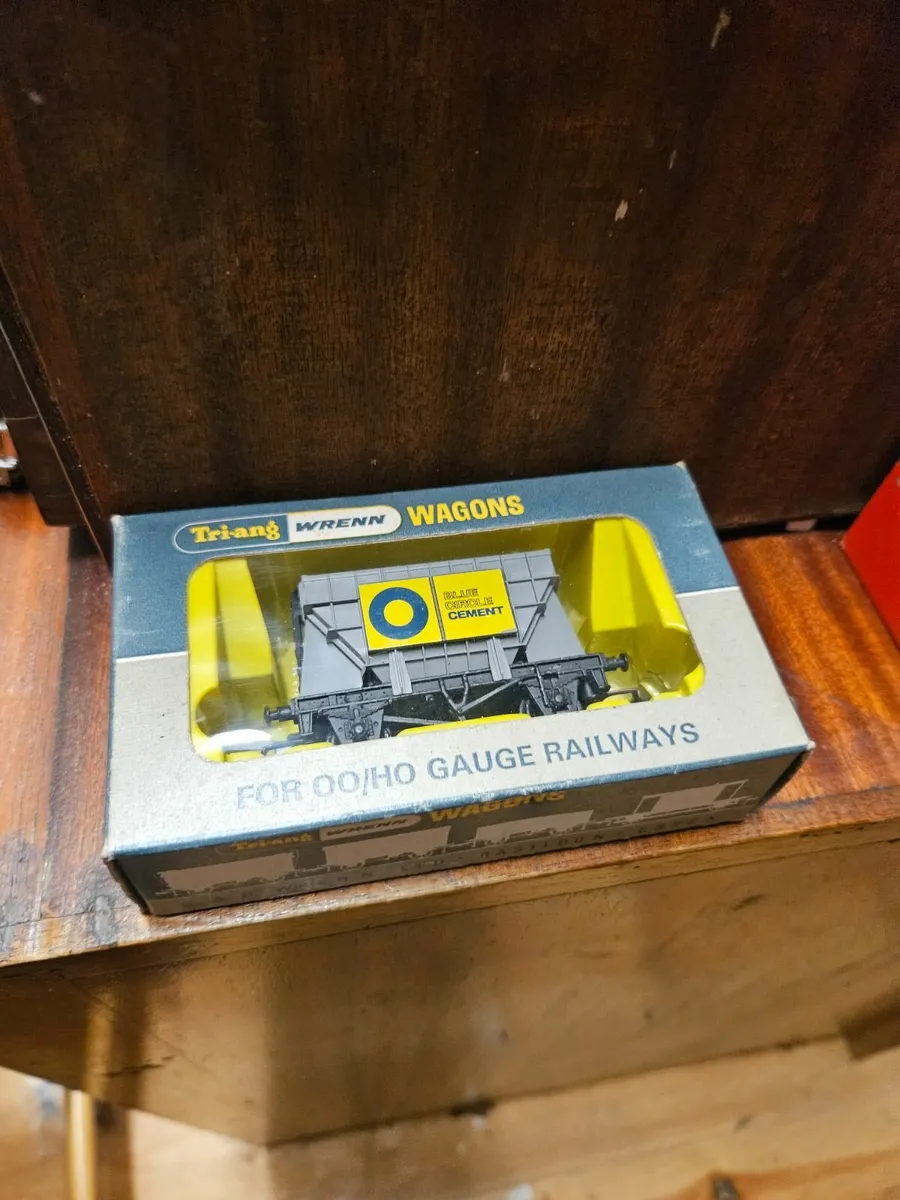 Tri-ang WRENN WAGONS
BLUE
CIRCLE
CEMENT
FOR OO/HO GAUGE RAILWAYS
Tri-ang WRENN WAGONS